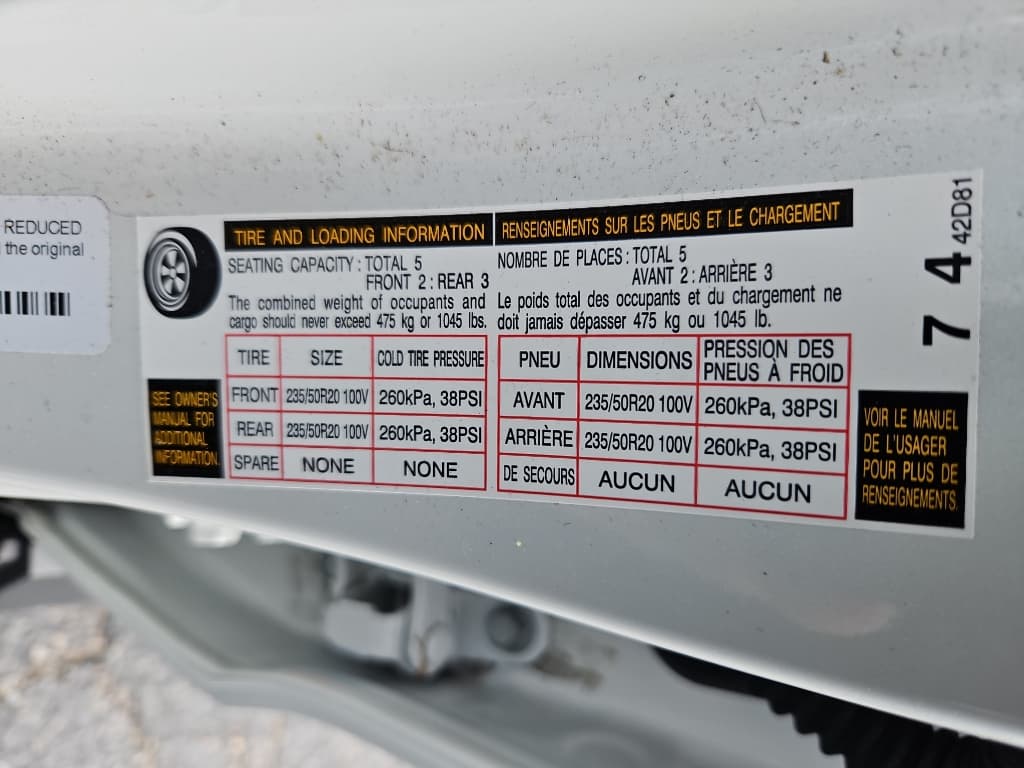 REDUCED
the original
TIRE AND LOADING INFORMATION
SEATING CAPACITY : TOTAL 5
FRONT 2 : REAR 3
The combined weight of occupants and
cargo should never exceed 475 kg or 1045 lbs.
TIRE SIZE COLD TIRE PRESSURE
FRONT 235/50R20 100V 260kPa, 38PSI
REAR 235/50R20 100V 260kPa, 38PSI
SPARE NONE NONE
SEE OWNER'S
MANUAL FOR
ADDITIONAL
INFORMATION.
RENSEIGNEMENTS SUR LES PNEUS ET LE CHARGEMENT
NOMBRE DE PLACES : TOTAL 5
AVANT 2 : ARRIÈRE 3
Le poids total des occupants et du chargement ne
doit jamais dépasser 475 kg ou 1045 lb.
PNEU DIMENSIONS PRESSION DES
PNEUS À FROID
AVANT 235/50R20 100V 260kPa, 38PSI
ARRIÈRE 235/50R20 100V 260kPa, 38PSI
DE SECOURS AUCUN AUCUN
VOIR LE MANUEL
DE L'USAGER
POUR PLUS DE
RENSEIGNEMENTS.
7 4
42D81